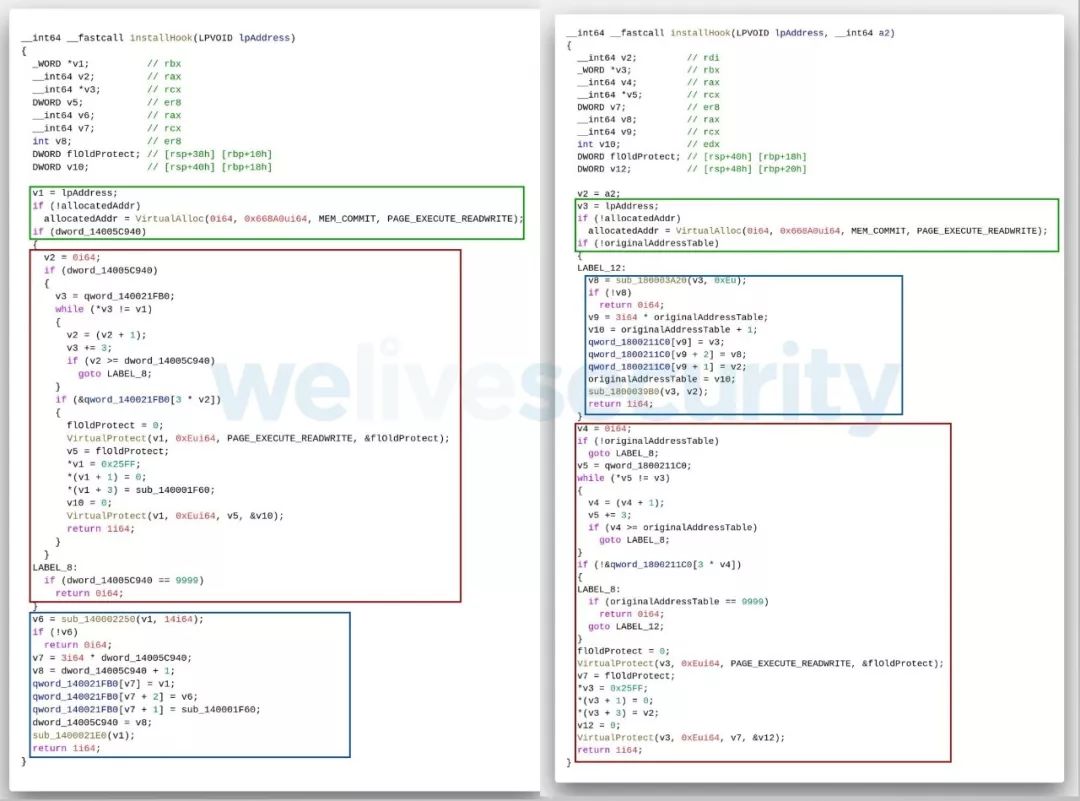 __int64 __fastcall installHook(LPVOID lpAddress)
{
_WORD *v1; // rbx
__int64 v2; // rax
__int64 *v3; // rcx
DWORD v5; // er8
__int64 v6; // rax
__int64 v7; // rcx
int v8; // er8
DWORD flOldProtect; // [rsp+38h] [rbp+10h]
DWORD v10; // [rsp+40h] [rbp+18h]
v1 = lpAddress;
if (!allocatedAddr)
allocatedAddr = VirtualAlloc(0i64, 0x668A0ui64, MEM_COMMIT, PAGE_EXECUTE_READWRITE);
if (dword_14005C940)
{
v2 = 0i64;
if (dword_14005C940)
{
v3 = qword_140021FB0;
while (*v3 != v1)
{
v2 = (v2 + 1);
v3 += 3;
if (v2 >= dword_14005C940)
goto LABEL_8;
}
if (&qword_140021FB0[3 * v2])
{
flOldProtect = 0;
VirtualProtect(v1, 0xEui64, PAGE_EXECUTE_READWRITE, &flOldProtect);
v5 = flOldProtect;
*v1 = 0x25FF;
*(v1 + 1) = 0;
*(v1 + 3) = sub_140001F60;
v10 = 0;
VirtualProtect(v1, 0xEui64, v5, &v10);
return 1i64;
}
}
LABEL_8:
if (dword_14005C940 == 9999)
return 0i64;
}
v6 = sub_140002250(v1, 14i64);
if (!v6)
return 0i64;
v7 = 3i64 * dword_14005C940;
v8 = dword_14005C940 + 1;
qword_140021FB0[v7] = v1;
qword_140021FB0[v7 + 2] = v6;
qword_140021FB0[v7 + 1] = sub_140001F60;
dword_14005C940 = v8;
sub_1400021E0(v1);
return 1i64;
}
__int64 __fastcall installHook(LPVOID lpAddress, __int64 a2)
{
__int64 v2; // rdi
_WORD *v3; // rbx
__int64 v4; // rax
__int64 *v5; // rcx
DWORD v7; // er8
__int64 v8; // rax
__int64 v9; // rcx
int v10; // edx
DWORD flOldProtect; // [rsp+40h] [rbp+18h]
DWORD v12; // [rsp+48h] [rbp+20h]
v2 = a2;
v3 = lpAddress;
if (!allocatedAddr)
allocatedAddr = VirtualAlloc(0i64, 0x668A0ui64, MEM_COMMIT, PAGE_EXECUTE_READWRITE);
if (!originalAddressTable)
{
LABEL_12:
v8 = sub_180003A20(v3, 0xEu);
if (!v8)
return 0i64;
v9 = 3i64 * originalAddressTable;
v10 = originalAddressTable + 1;
qword_1800211C0[v9] = v3;
qword_1800211C0[v9 + 2] = v8;
qword_1800211C0[v9 + 1] = v2;
originalAddressTable = v10;
sub_1800039B0(v3, v2);
return 1i64;
}
v4 = 0i64;
if (!originalAddressTable)
goto LABEL_8;
v5 = qword_1800211C0;
while (*v5 != v3)
{
v4 = (v4 + 1);
v5 += 3;
if (v4 >= originalAddressTable)
goto LABEL_8;
}
if (!&qword_1800211C0[3 * v4])
{
LABEL_8:
if (originalAddressTable == 9999)
return 0i64;
goto LABEL_12;
}
flOldProtect = 0;
VirtualProtect(v3, 0xEui64, PAGE_EXECUTE_READWRITE, &flOldProtect);
v7 = flOldProtect;
*v3 = 0x25FF;
*(v3 + 1) = 0;
*(v3 + 3) = v2;
v12 = 0;
VirtualProtect(v3, 0xEui64, v7, &v12);
return 1i64;
}
welivesecurity